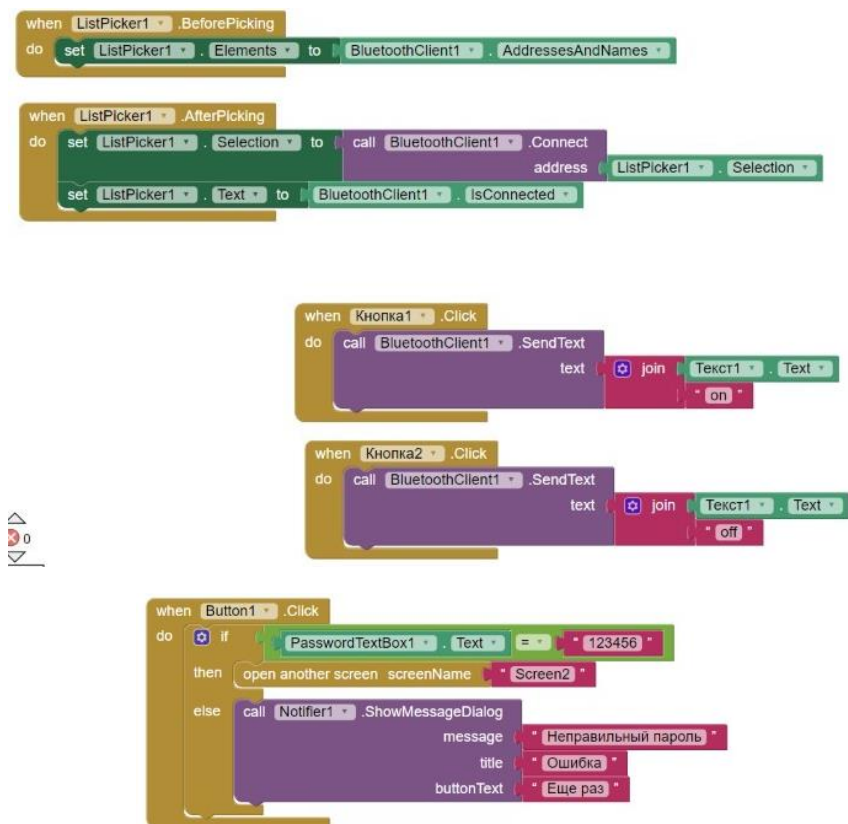 when ListPicker1 .BeforePicking
do set ListPicker1 . Elements to BluetoothClient1 . AddressesAndNames
when ListPicker1 .AfterPicking
do set ListPicker1 . Selection to call BluetoothClient1 .Connect
address ListPicker1 . Selection
set ListPicker1 . Text to BluetoothClient1 . IsConnected
when Кнопка1 .Click
do call BluetoothClient1 .SendText
text join Текст1 . Text
" on "
when Кнопка2 .Click
do call BluetoothClient1 .SendText
text join Текст1 . Text
" off "
0
when Button1 .Click
do if PasswordTextBox1 . Text = " 123456 "
then open another screen screenName " Screen2 "
else call Notifier1 .ShowMessageDialog
message " Неправильный пароль "
title " Ошибка "
buttonText " Еще раз "